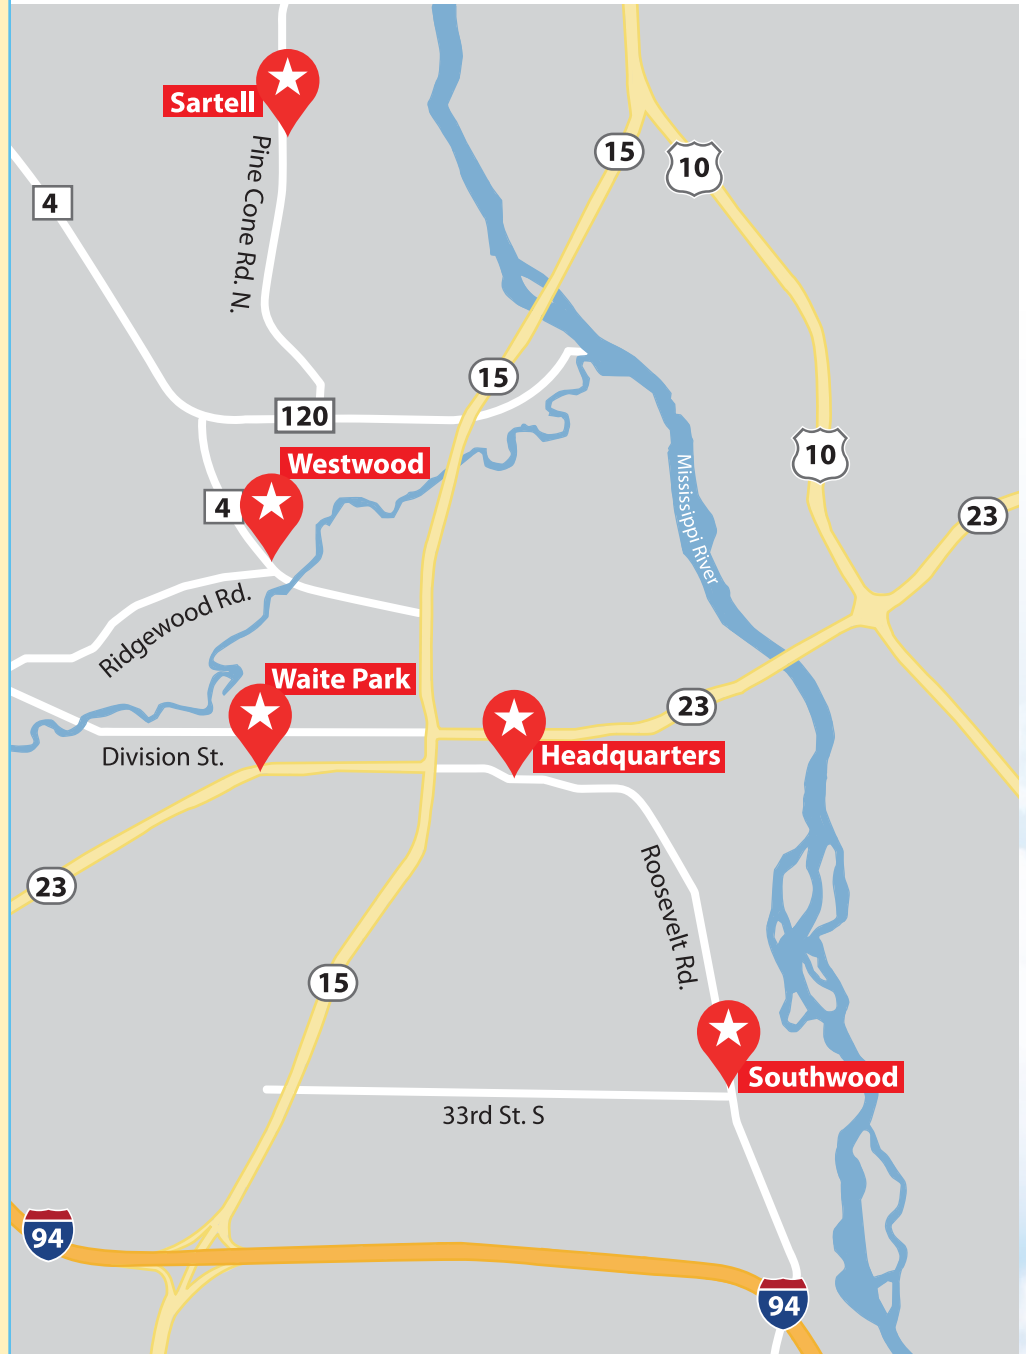 Sartell
Pine Cone Rd. N.
15
10
4
15
120
Westwood
4
10
Mississippi River
23
Ridgewood Rd.
Waite Park
23
Division St.
Headquarters
23
Roosevelt Rd.
15
Southwood
33rd St. S
94
94